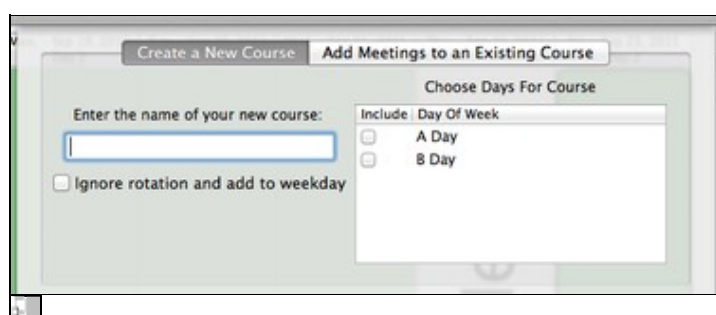 Create a New Course Add Meetings to an Existing Course
Choose Days For Course
Enter the name of your new course:
Include Day Of Week
A Day
B Day
Ignore rotation and add to weekday